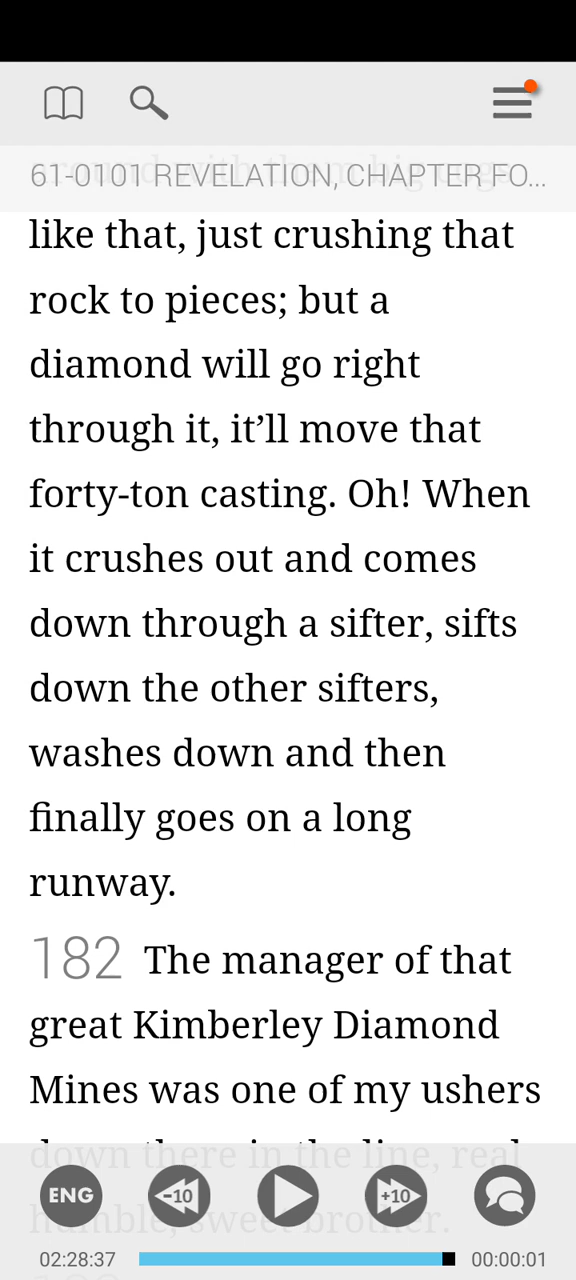 61-0101 REVELATION, CHAPTER FO...
like that, just crushing that
rock to pieces; but a
diamond will go right
through it, it’ll move that
forty-ton casting. Oh! When
it crushes out and comes
down through a sifter, sifts
down the other sifters,
washes down and then
finally goes on a long
runway.
182 The manager of that
great Kimberley Diamond
Mines was one of my ushers
down there in the line, real
humble, sweet brother.
ENG -10 +10
02:28:37 00:00:01